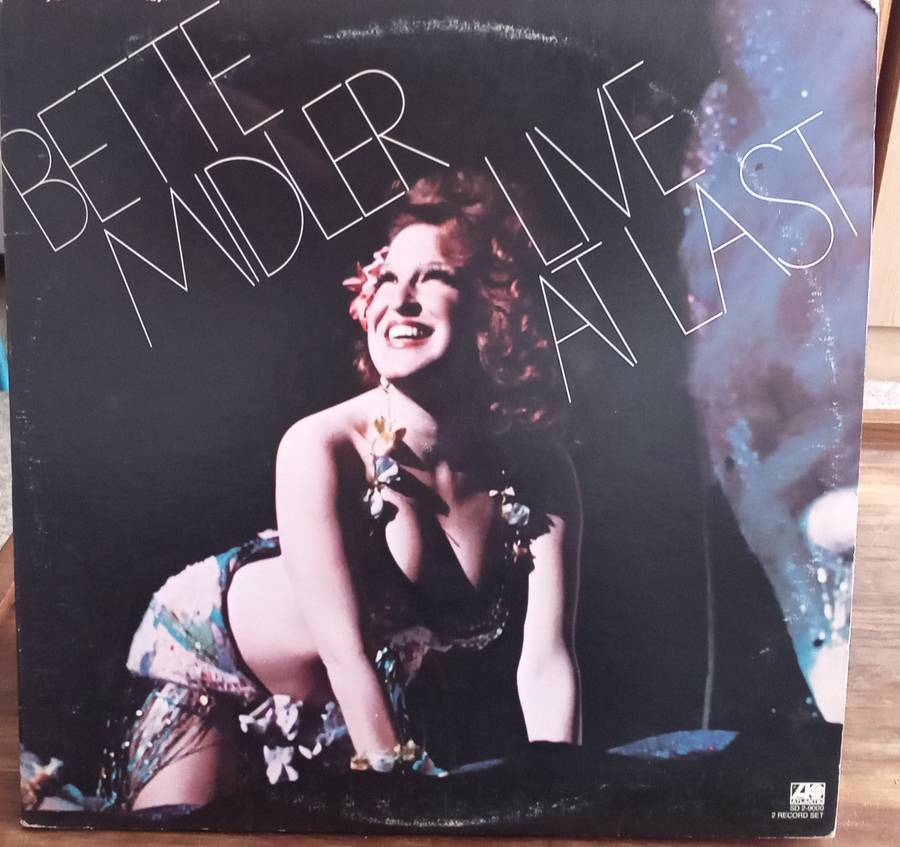 BETTE
MIDLER
LIVE
AT LAST
ATLANTIC
SD 2-9000
2 RECORD SET